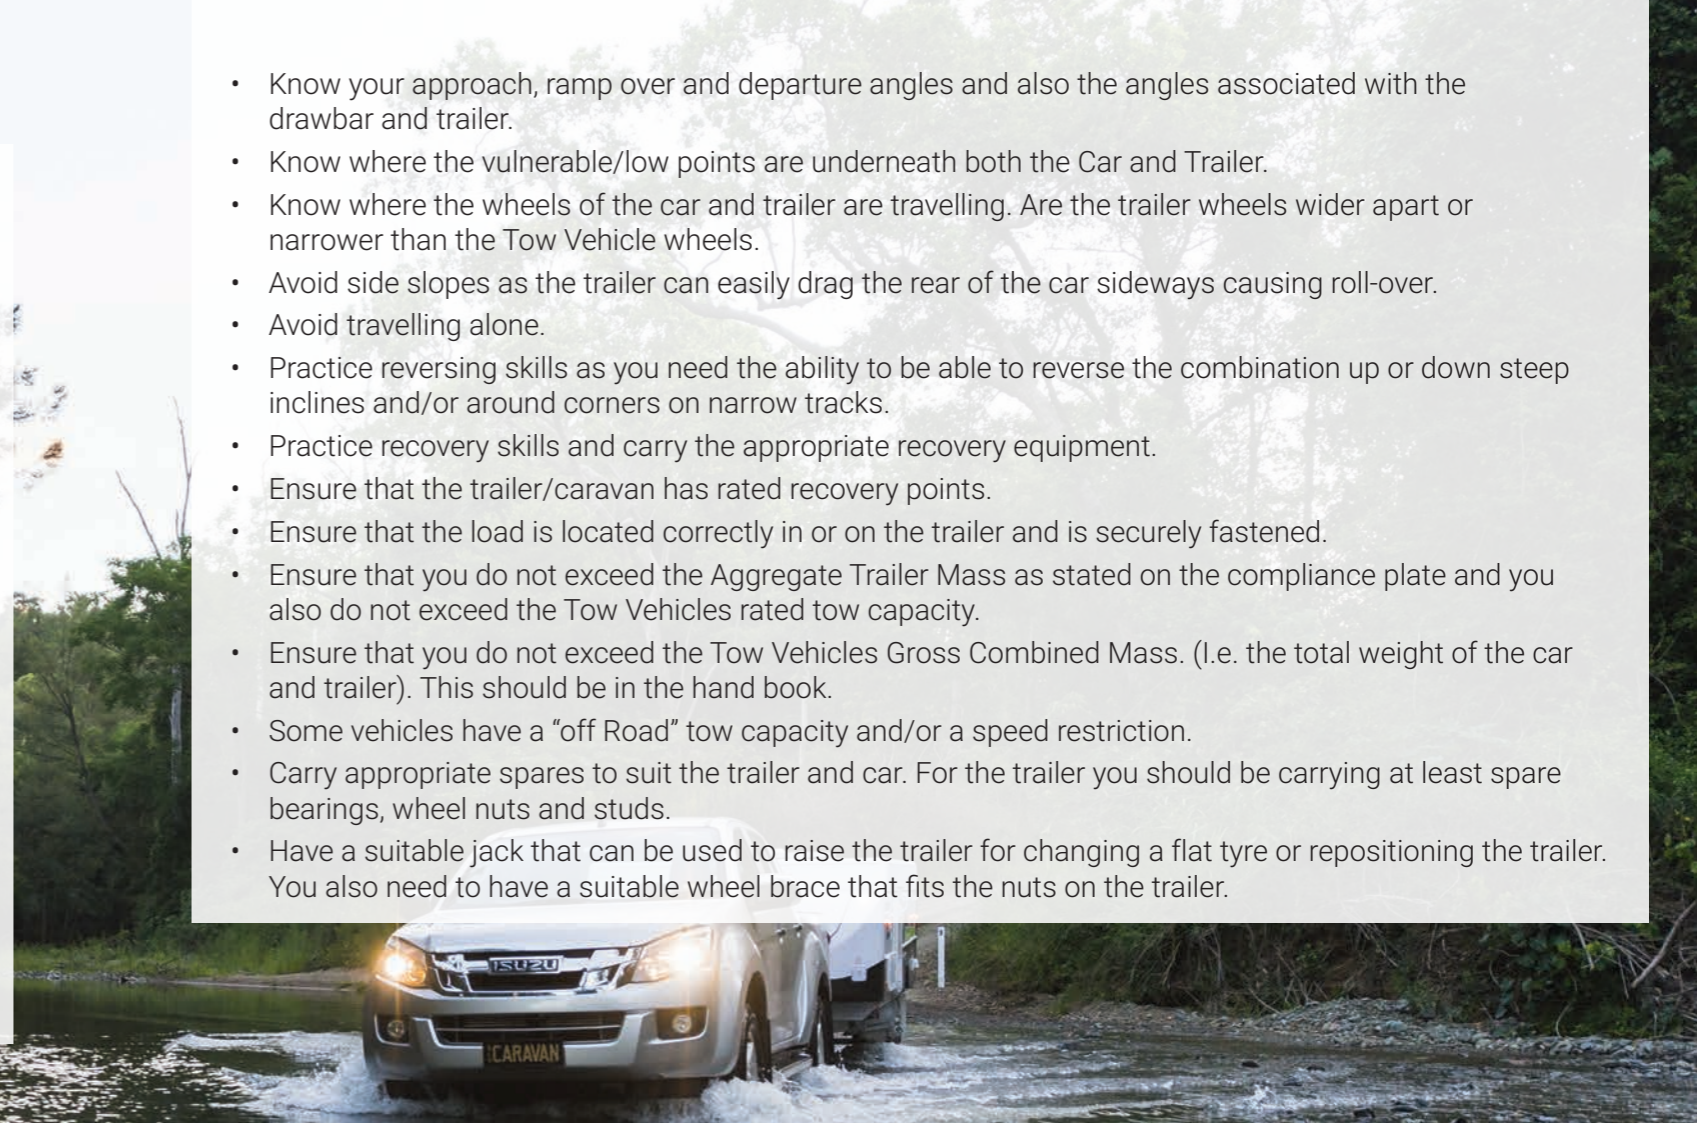 • Know your approach, ramp over and departure angles and also the angles associated with the
drawbar and trailer.
• Know where the vulnerable/low points are underneath both the Car and Trailer.
• Know where the wheels of the car and trailer are travelling. Are the trailer wheels wider apart or
narrower than the Tow Vehicle wheels.
• Avoid side slopes as the trailer can easily drag the rear of the car sideways causing roll-over.
• Avoid travelling alone.
• Practice reversing skills as you need the ability to be able to reverse the combination up or down steep
inclines and/or around corners on narrow tracks.
• Practice recovery skills and carry the appropriate recovery equipment.
• Ensure that the trailer/caravan has rated recovery points.
• Ensure that the load is located correctly in or on the trailer and is securely fastened.
• Ensure that you do not exceed the Aggregate Trailer Mass as stated on the compliance plate and you
also do not exceed the Tow Vehicles rated tow capacity.
• Ensure that you do not exceed the Tow Vehicles Gross Combined Mass. (I.e. the total weight of the car
and trailer). This should be in the hand book.
• Some vehicles have a “off Road” tow capacity and/or a speed restriction.
• Carry appropriate spares to suit the trailer and car. For the trailer you should be carrying at least spare
bearings, wheel nuts and studs.
• Have a suitable jack that can be used to raise the trailer for changing a flat tyre or repositioning the trailer.
You also need to have a suitable wheel brace that fits the nuts on the trailer.
ISUZU
CARAVAN